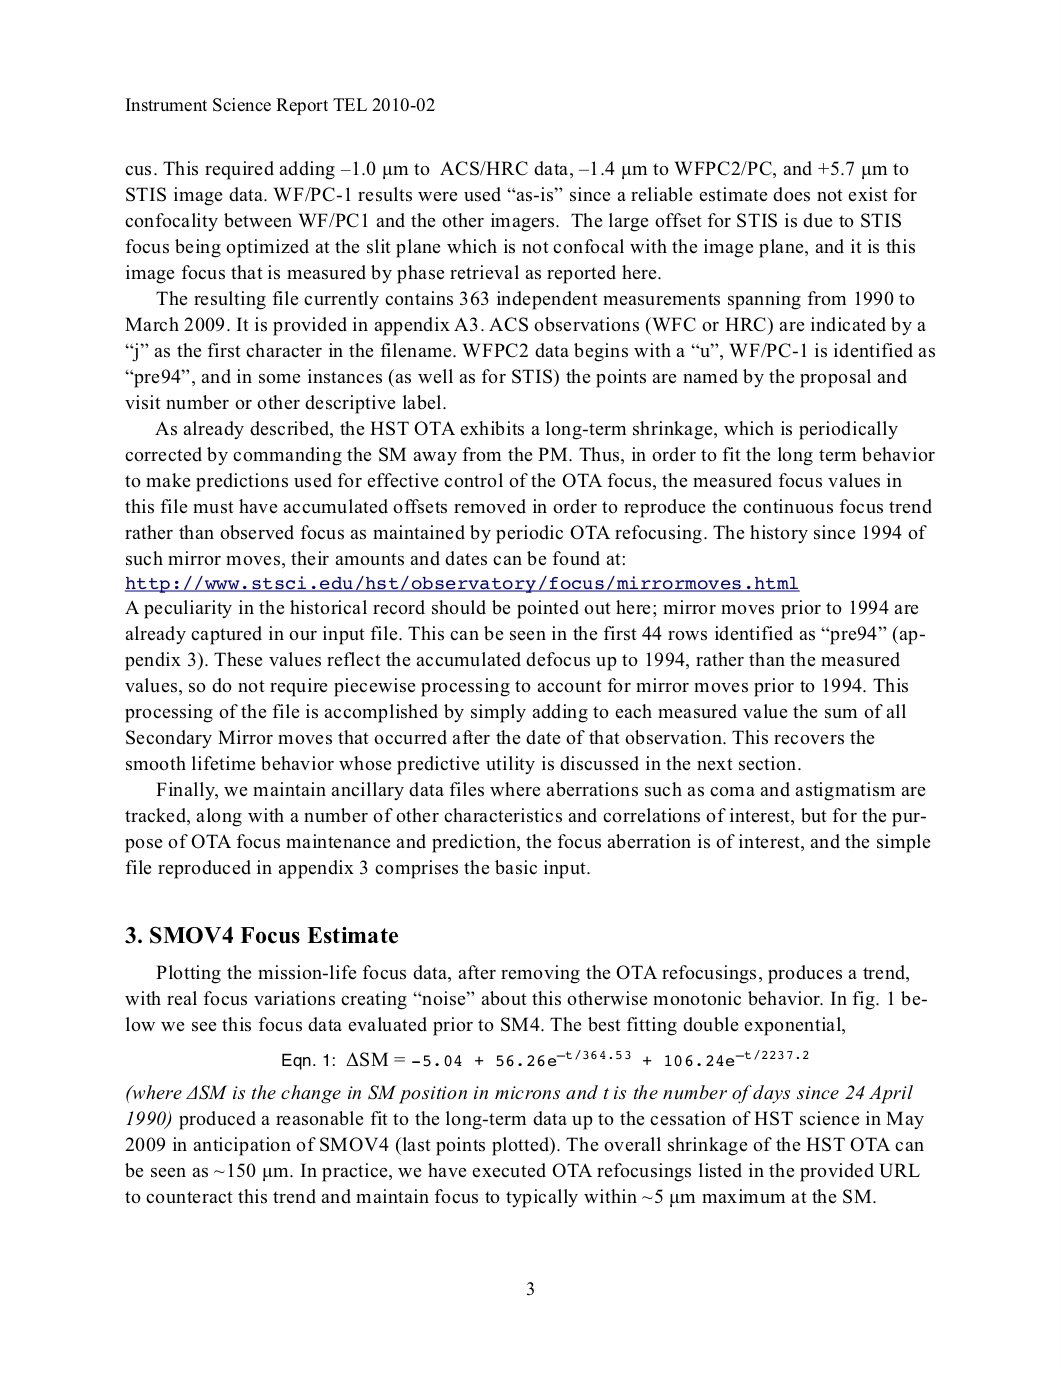 Instrument Science Report TEL 2010-02
cus. This required adding –1.0 μm to ACS/HRC data, –1.4 μm to WFPC2/PC, and +5.7 μm to
STIS image data. WF/PC-1 results were used “as-is” since a reliable estimate does not exist for
confocality between WF/PC1 and the other imagers. The large offset for STIS is due to STIS
focus being optimized at the slit plane which is not confocal with the image plane, and it is this
image focus that is measured by phase retrieval as reported here.
The resulting file currently contains 363 independent measurements spanning from 1990 to
March 2009. It is provided in appendix A3. ACS observations (WFC or HRC) are indicated by a
“j” as the first character in the filename. WFPC2 data begins with a “u”, WF/PC-1 is identified as
“pre94”, and in some instances (as well as for STIS) the points are named by the proposal and
visit number or other descriptive label.
As already described, the HST OTA exhibits a long-term shrinkage, which is periodically
corrected by commanding the SM away from the PM. Thus, in order to fit the long term behavior
to make predictions used for effective control of the OTA focus, the measured focus values in
this file must have accumulated offsets removed in order to reproduce the continuous focus trend
rather than observed focus as maintained by periodic OTA refocusing. The history since 1994 of
such mirror moves, their amounts and dates can be found at:
http://www.stsci.edu/hst/observatory/focus/mirrormoves.html
A peculiarity in the historical record should be pointed out here; mirror moves prior to 1994 are
already captured in our input file. This can be seen in the first 44 rows identified as “pre94” (ap-
pendix 3). These values reflect the accumulated defocus up to 1994, rather than the measured
values, so do not require piecewise processing to account for mirror moves prior to 1994. This
processing of the file is accomplished by simply adding to each measured value the sum of all
Secondary Mirror moves that occurred after the date of that observation. This recovers the
smooth lifetime behavior whose predictive utility is discussed in the next section.
Finally, we maintain ancillary data files where aberrations such as coma and astigmatism are
tracked, along with a number of other characteristics and correlations of interest, but for the pur-
pose of OTA focus maintenance and prediction, the focus aberration is of interest, and the simple
file reproduced in appendix 3 comprises the basic input.
3. SMOV4 Focus Estimate
Plotting the mission-life focus data, after removing the OTA refocusings, produces a trend,
with real focus variations creating “noise” about this otherwise monotonic behavior. In fig. 1 be-
low we see this focus data evaluated prior to SM4. The best fitting double exponential,
Eqn. 1: ΔSM = –5.04 + 56.26e–t/364.53 + 106.24e–t/2237.2
(where ΔSM is the change in SM position in microns and t is the number of days since 24 April
1990) produced a reasonable fit to the long-term data up to the cessation of HST science in May
2009 in anticipation of SMOV4 (last points plotted). The overall shrinkage of the HST OTA can
be seen as ~150 μm. In practice, we have executed OTA refocusings listed in the provided URL
to counteract this trend and maintain focus to typically within ~5 μm maximum at the SM.
3